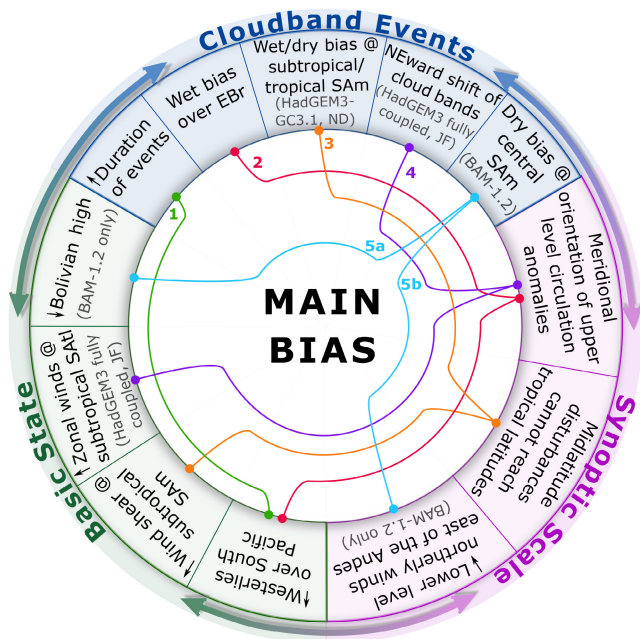 Cloudband Events
↑Duration
of events
Wet bias
over EBr
Wet/dry bias @
subtropical/
tropical SAm
(HadGEM3-
GC3.1, ND)
NEward shift of
cloud bands
(HadGEM3 fully
coupled, JF)
Dry bias @
central
SAm
(BAM-1.2)
Synoptic Scale
Meridional
orientation of upper
level circulation
anomalies
Midlatitude
disturbances
cannot reach
tropical latitudes
↓Lower level
northerly winds
east of the Andes
(BAM-1.2 only)
Basic State
↑Westerlies
over South
Pacific
↑Wind shear @
subtropical
SAm
↑Zonal winds @
subtropical SAtl
(HadGEM3 fully
coupled, JF)
↓Bolivian high
(BAM-1.2 only)
1
2
3
4
5a
5b
MAIN
BIAS